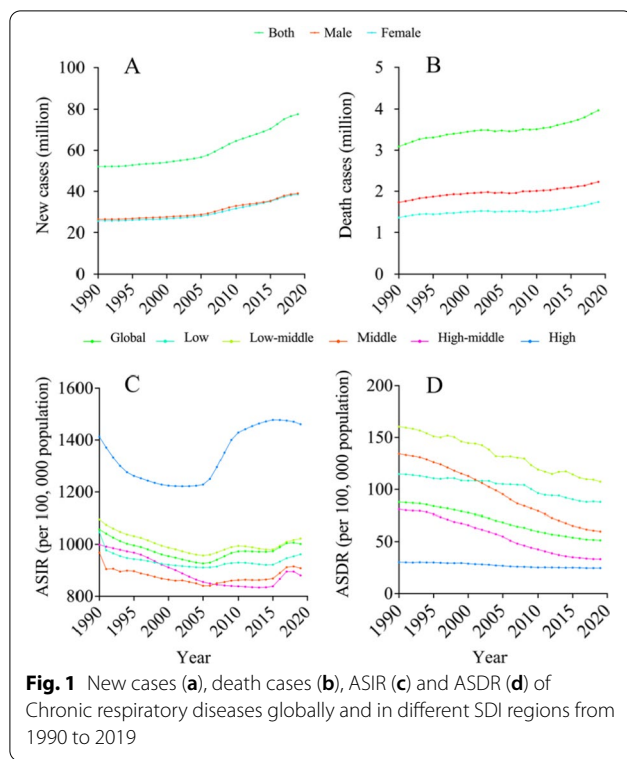 Both Male Female
A
New cases (million)
100
80
60
40
20
0
1990 1995 2000 2005 2010 2015 2020
B
Death cases (million)
5
4
3
2
1
0
1990 1995 2000 2005 2010 2015 2020
Global Low Low-middle Middle High-middle High
C
ASIR (per 100, 000 population)
1600
1400
1200
1000
800
1990 1995 2000 2005 2010 2015 2020
Year
D
ASDR (per 100, 000 population)
200
150
100
50
0
1990 1995 2000 2005 2010 2015 2020
Year
Fig. 1 New cases (a), death cases (b), ASIR (c) and ASDR (d) of
Chronic respiratory diseases globally and in different SDI regions from
1990 to 2019